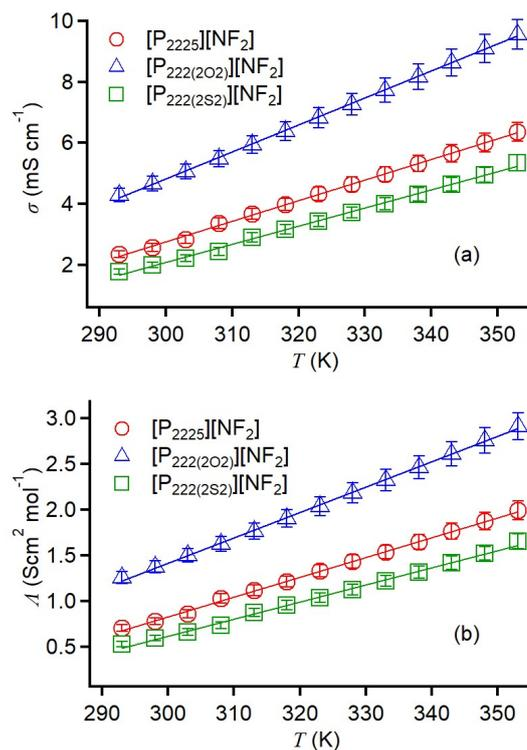 10
8
6
4
2
σ (mS cm⁻¹)
[P₂₂₂₅][NF₂]
[P₂₂₂₍₂O₂₎][NF₂]
[P₂₂₂₍₂S₂₎][NF₂]
(a)
290 300 310 320 330 340 350
T (K)
3.0
2.5
2.0
1.5
1.0
0.5
Λ (Scm² mol⁻¹)
[P₂₂₂₅][NF₂]
[P₂₂₂₍₂O₂₎][NF₂]
[P₂₂₂₍₂S₂₎][NF₂]
(b)
290 300 310 320 330 340 350
T (K)